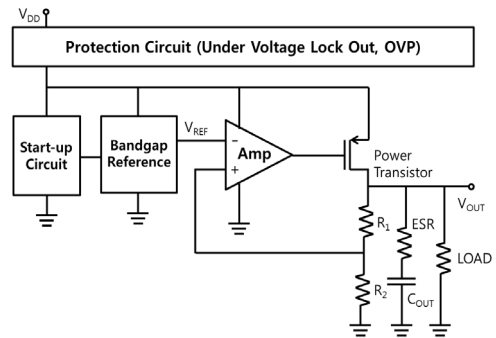 VDD
Protection Circuit (Under Voltage Lock Out, OVP)
Start-up
Circuit
Bandgap
Reference
VREF
−
Amp
+
Power
Transistor
VOUT
R1
ESR
LOAD
R2
COUT